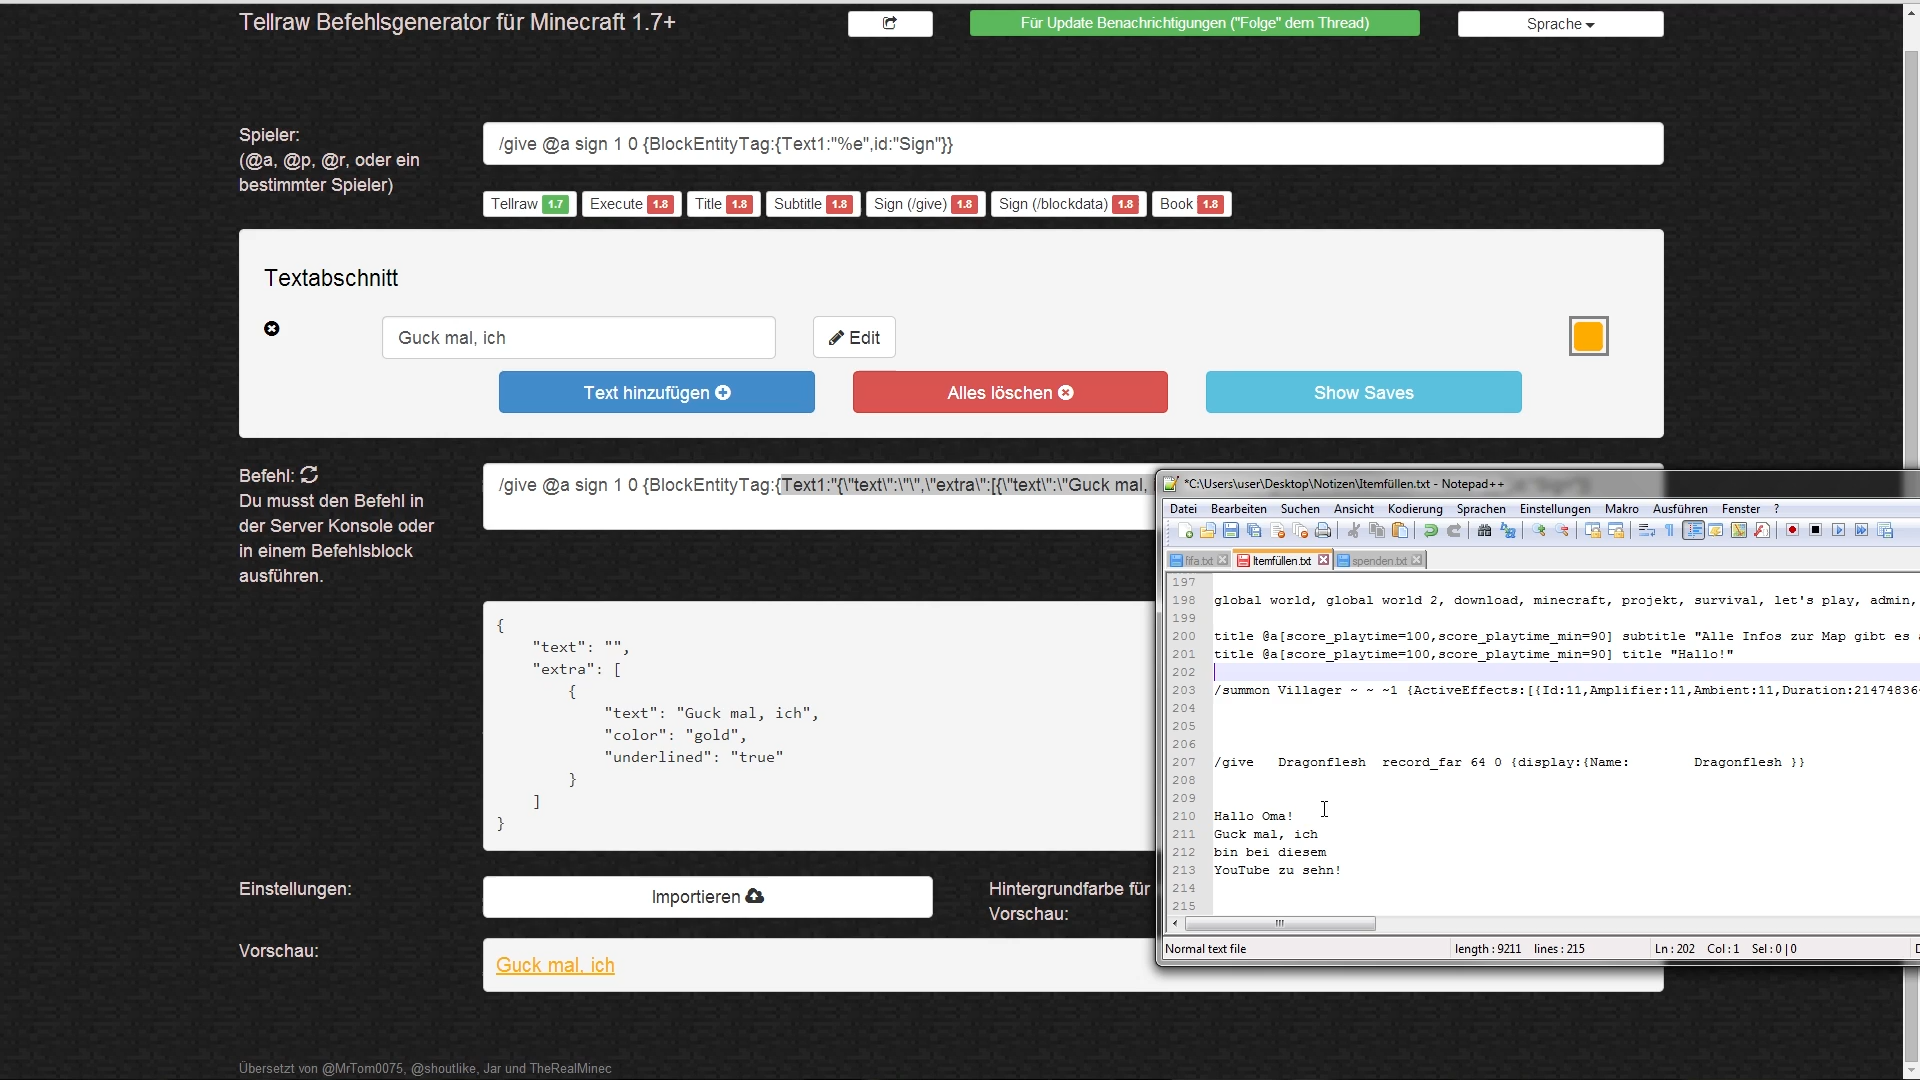 Tellraw Befehlsgenerator für Minecraft 1.7+
Für Update Benachrichtigungen ("Folge" dem Thread)
Sprache
Spieler:
(@a, @p, @r, oder ein
bestimmter Spieler)
/give @a sign 1 0 {BlockEntityTag:{Text1:"%e",id:"Sign"}}
Tellraw 1.7
Execute 1.8
Title 1.8
Subtitle 1.8
Sign (/give) 1.8
Sign (/blockdata) 1.8
Book 1.8
Textabschnitt
Guck mal, ich
Edit
Text hinzufügen
Alles löschen
Show Saves
Befehl:
Du musst den Befehl in
der Server Konsole oder
in einem Befehlsblock
ausführen.
/give @a sign 1 0 {BlockEntityTag:{Text1:"{\"text\":\"\",\"extra\":[{\"text\":\"Guck mal,
{
"text": "",
"extra": [
{
"text": "Guck mal, ich",
"color": "gold",
"underlined": "true"
}
]
}
Einstellungen:
Importieren
Hintergrundfarbe für
Vorschau:
Vorschau:
Guck mal, ich
Übersetzt von @MrTom0075, @shoutlike, Jar und TheRealMinec
*C:\Users\user\Desktop\Notizen\Itemfüllen.txt - Notepad++
Datei Bearbeiten Suchen Ansicht Kodierung Sprachen Einstellungen Makro Ausführen Fenster ?
fifa.txt Itemfüllen.txt spenden.txt
197
198 global world, global world 2, download, minecraft, projekt, survival, let's play, admin,
199
200 title @a[score_playtime=100,score_playtime_min=90] subtitle "Alle Infos zur Map gibt es
201 title @a[score_playtime=100,score_playtime_min=90] title "Hallo!"
202
203 /summon Villager ~ ~ ~1 {ActiveEffects:[{Id:11,Amplifier:11,Ambient:11,Duration:214748364
204
205
206
207 /give Dragonflesh record_far 64 0 {display:{Name: Dragonflesh }}
208
209
210 Hallo Oma!
211 Guck mal, ich
212 bin bei diesem
213 YouTube zu sehn!
214
215
Normal text file
length : 9211 lines : 215
Ln : 202 Col : 1 Sel : 0 | 0